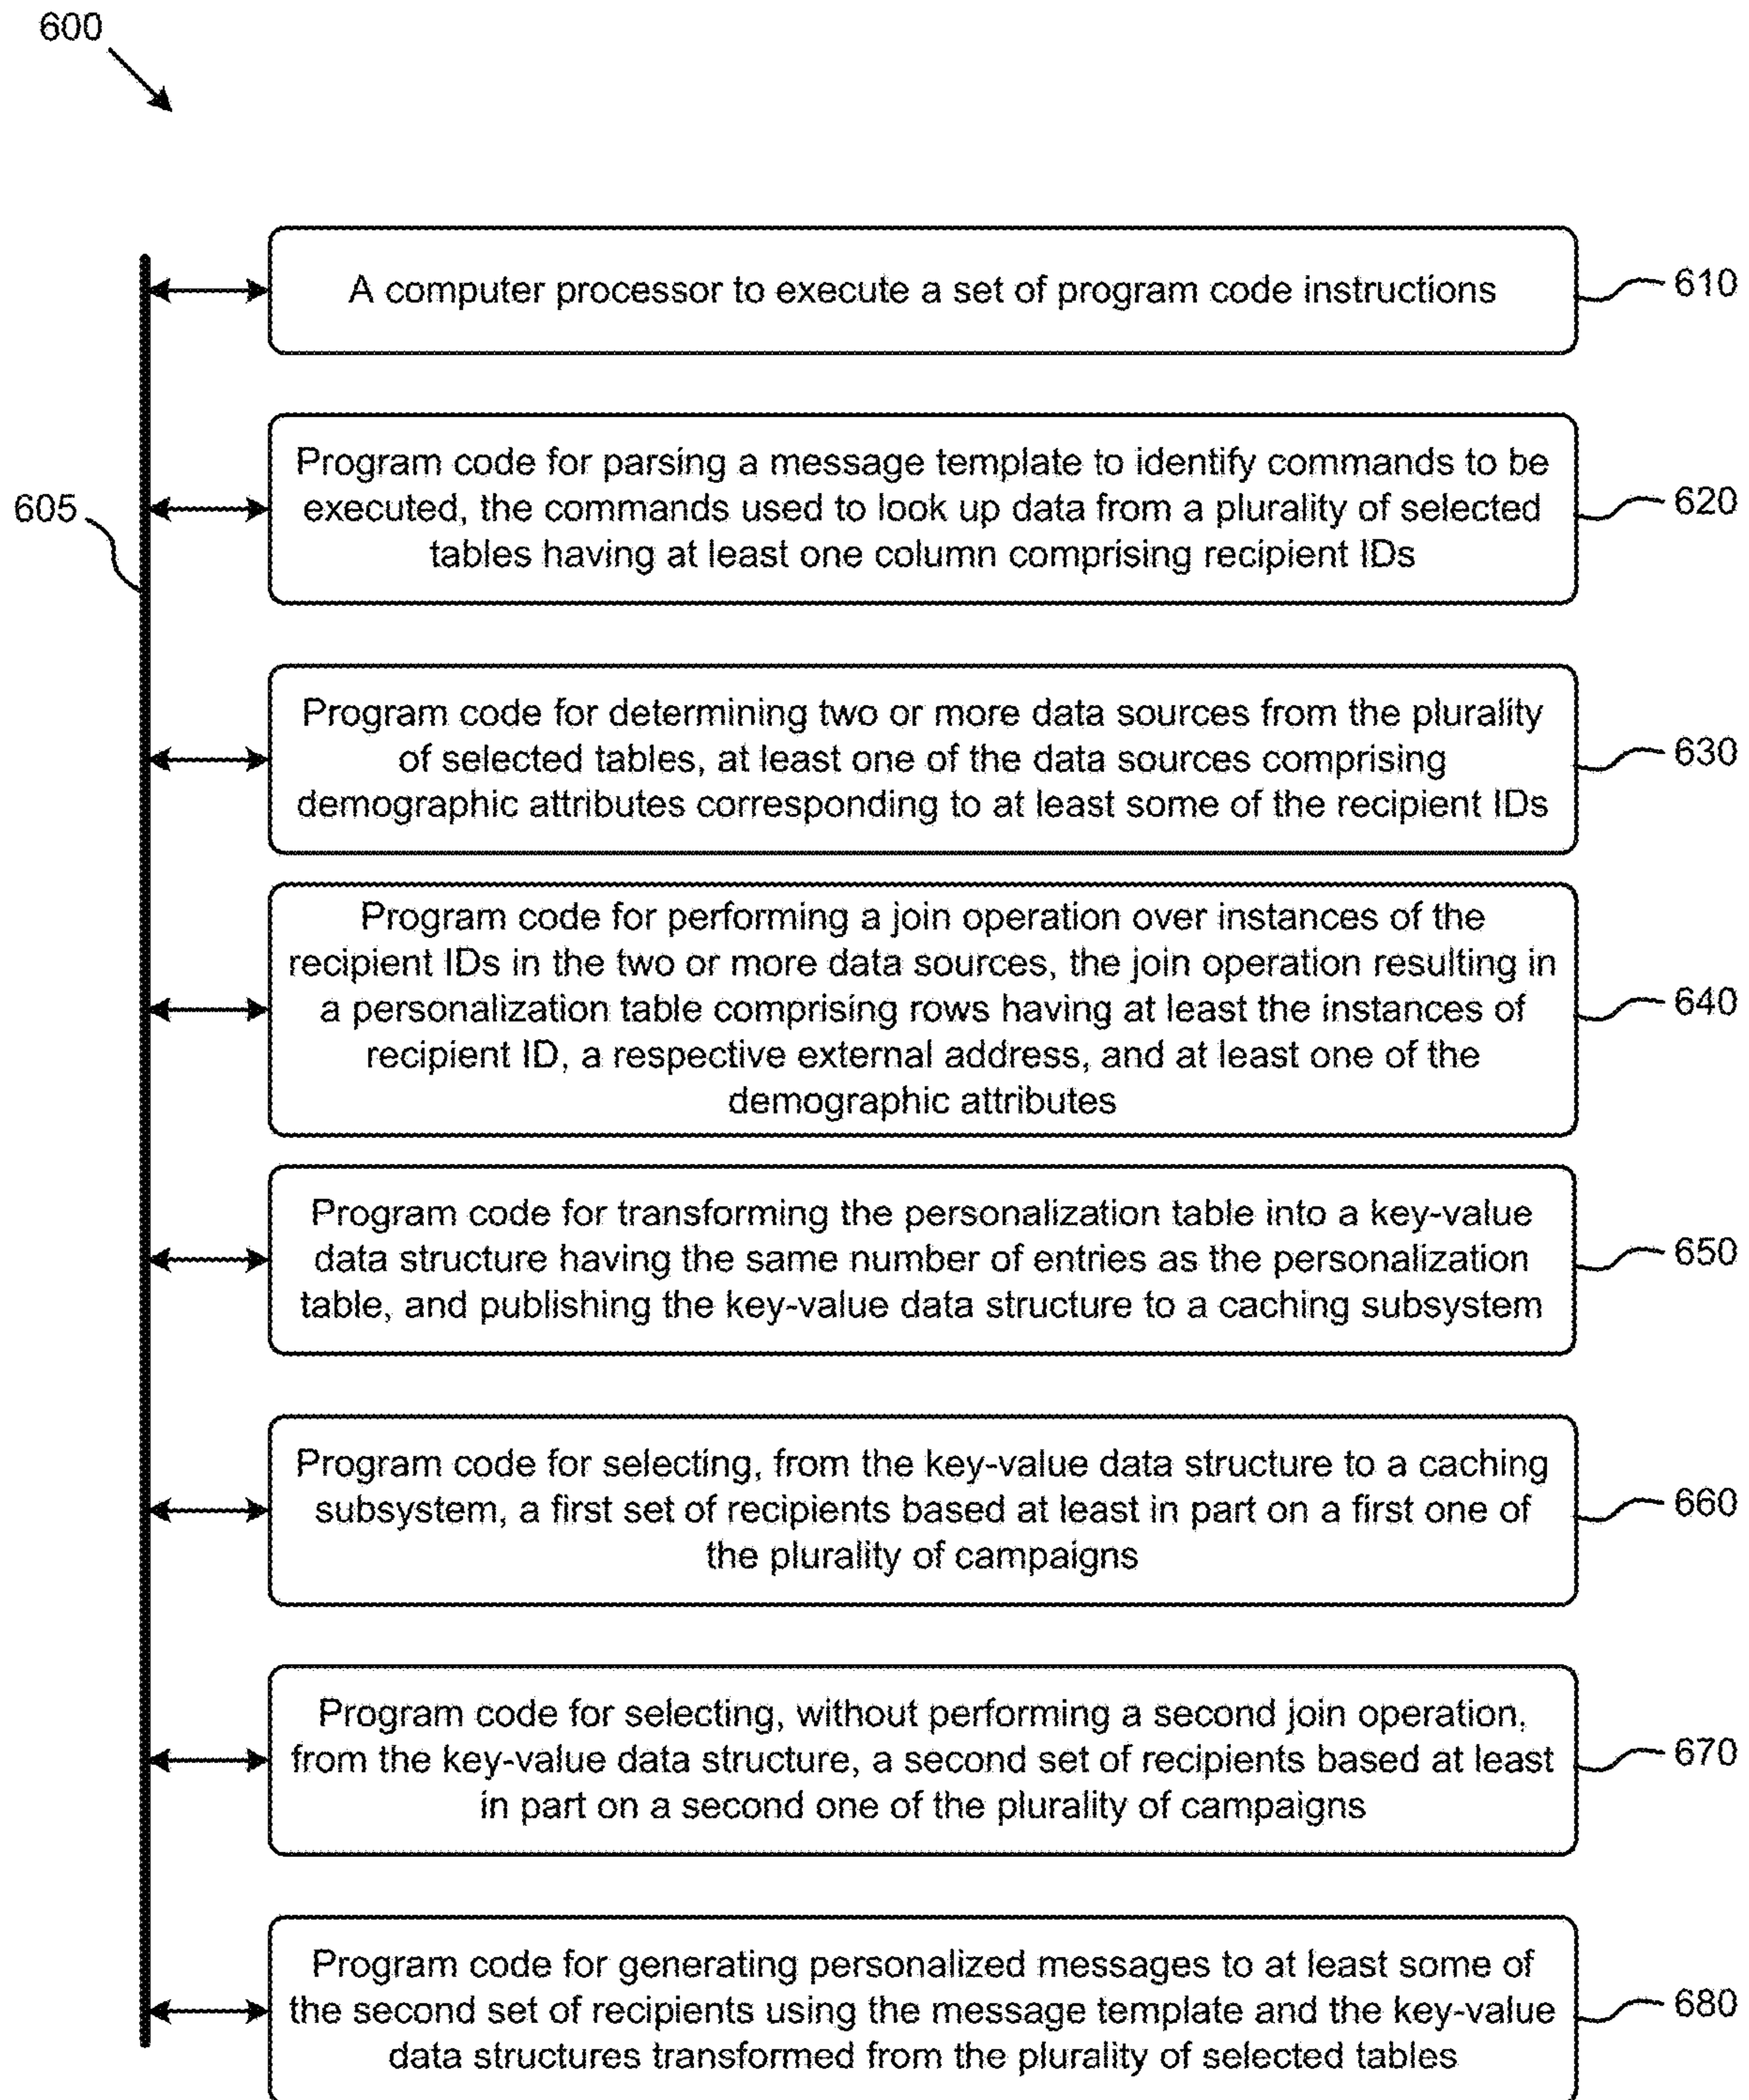 600
A computer processor to execute a set of program code instructions
610
Program code for parsing a message template to identify commands to be
executed, the commands used to look up data from a plurality of selected
tables having at least one column comprising recipient IDs
620
605
Program code for determining two or more data sources from the plurality
of selected tables, at least one of the data sources comprising
demographic attributes corresponding to at least some of the recipient IDs
630
Program code for performing a join operation over instances of the
recipient IDs in the two or more data sources, the join operation resulting in
a personalization table comprising rows having at least the instances of
recipient ID, a respective external address, and at least one of the
demographic attributes
640
Program code for transforming the personalization table into a key-value
data structure having the same number of entries as the personalization
table, and publishing the key-value data structure to a caching subsystem
650
Program code for selecting, from the key-value data structure to a caching
subsystem, a first set of recipients based at least in part on a first one of
the plurality of campaigns
660
Program code for selecting, without performing a second join operation,
from the key-value data structure, a second set of recipients based at least
in part on a second one of the plurality of campaigns
670
Program code for generating personalized messages to at least some of
the second set of recipients using the message template and the key-value
data structures transformed from the plurality of selected tables
680